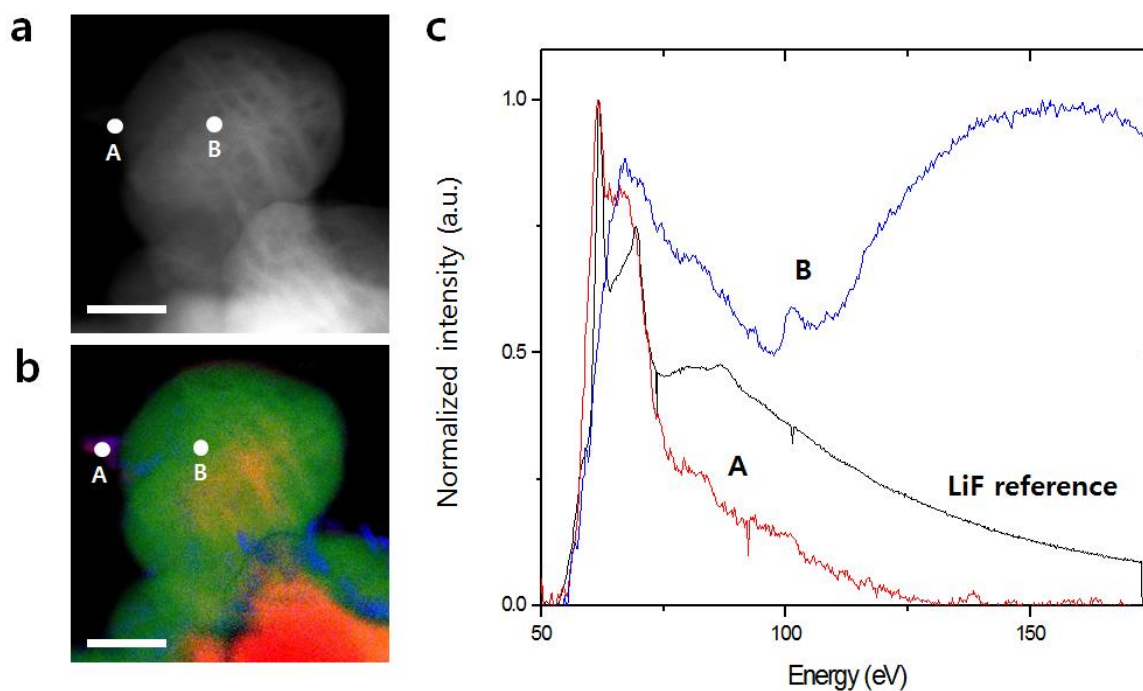 a
A
B
b
A
B
c
Normalized intensity (a.u.)
1.0
0.5
0.0
B
A
LiF reference
50
100
150
Energy (eV)